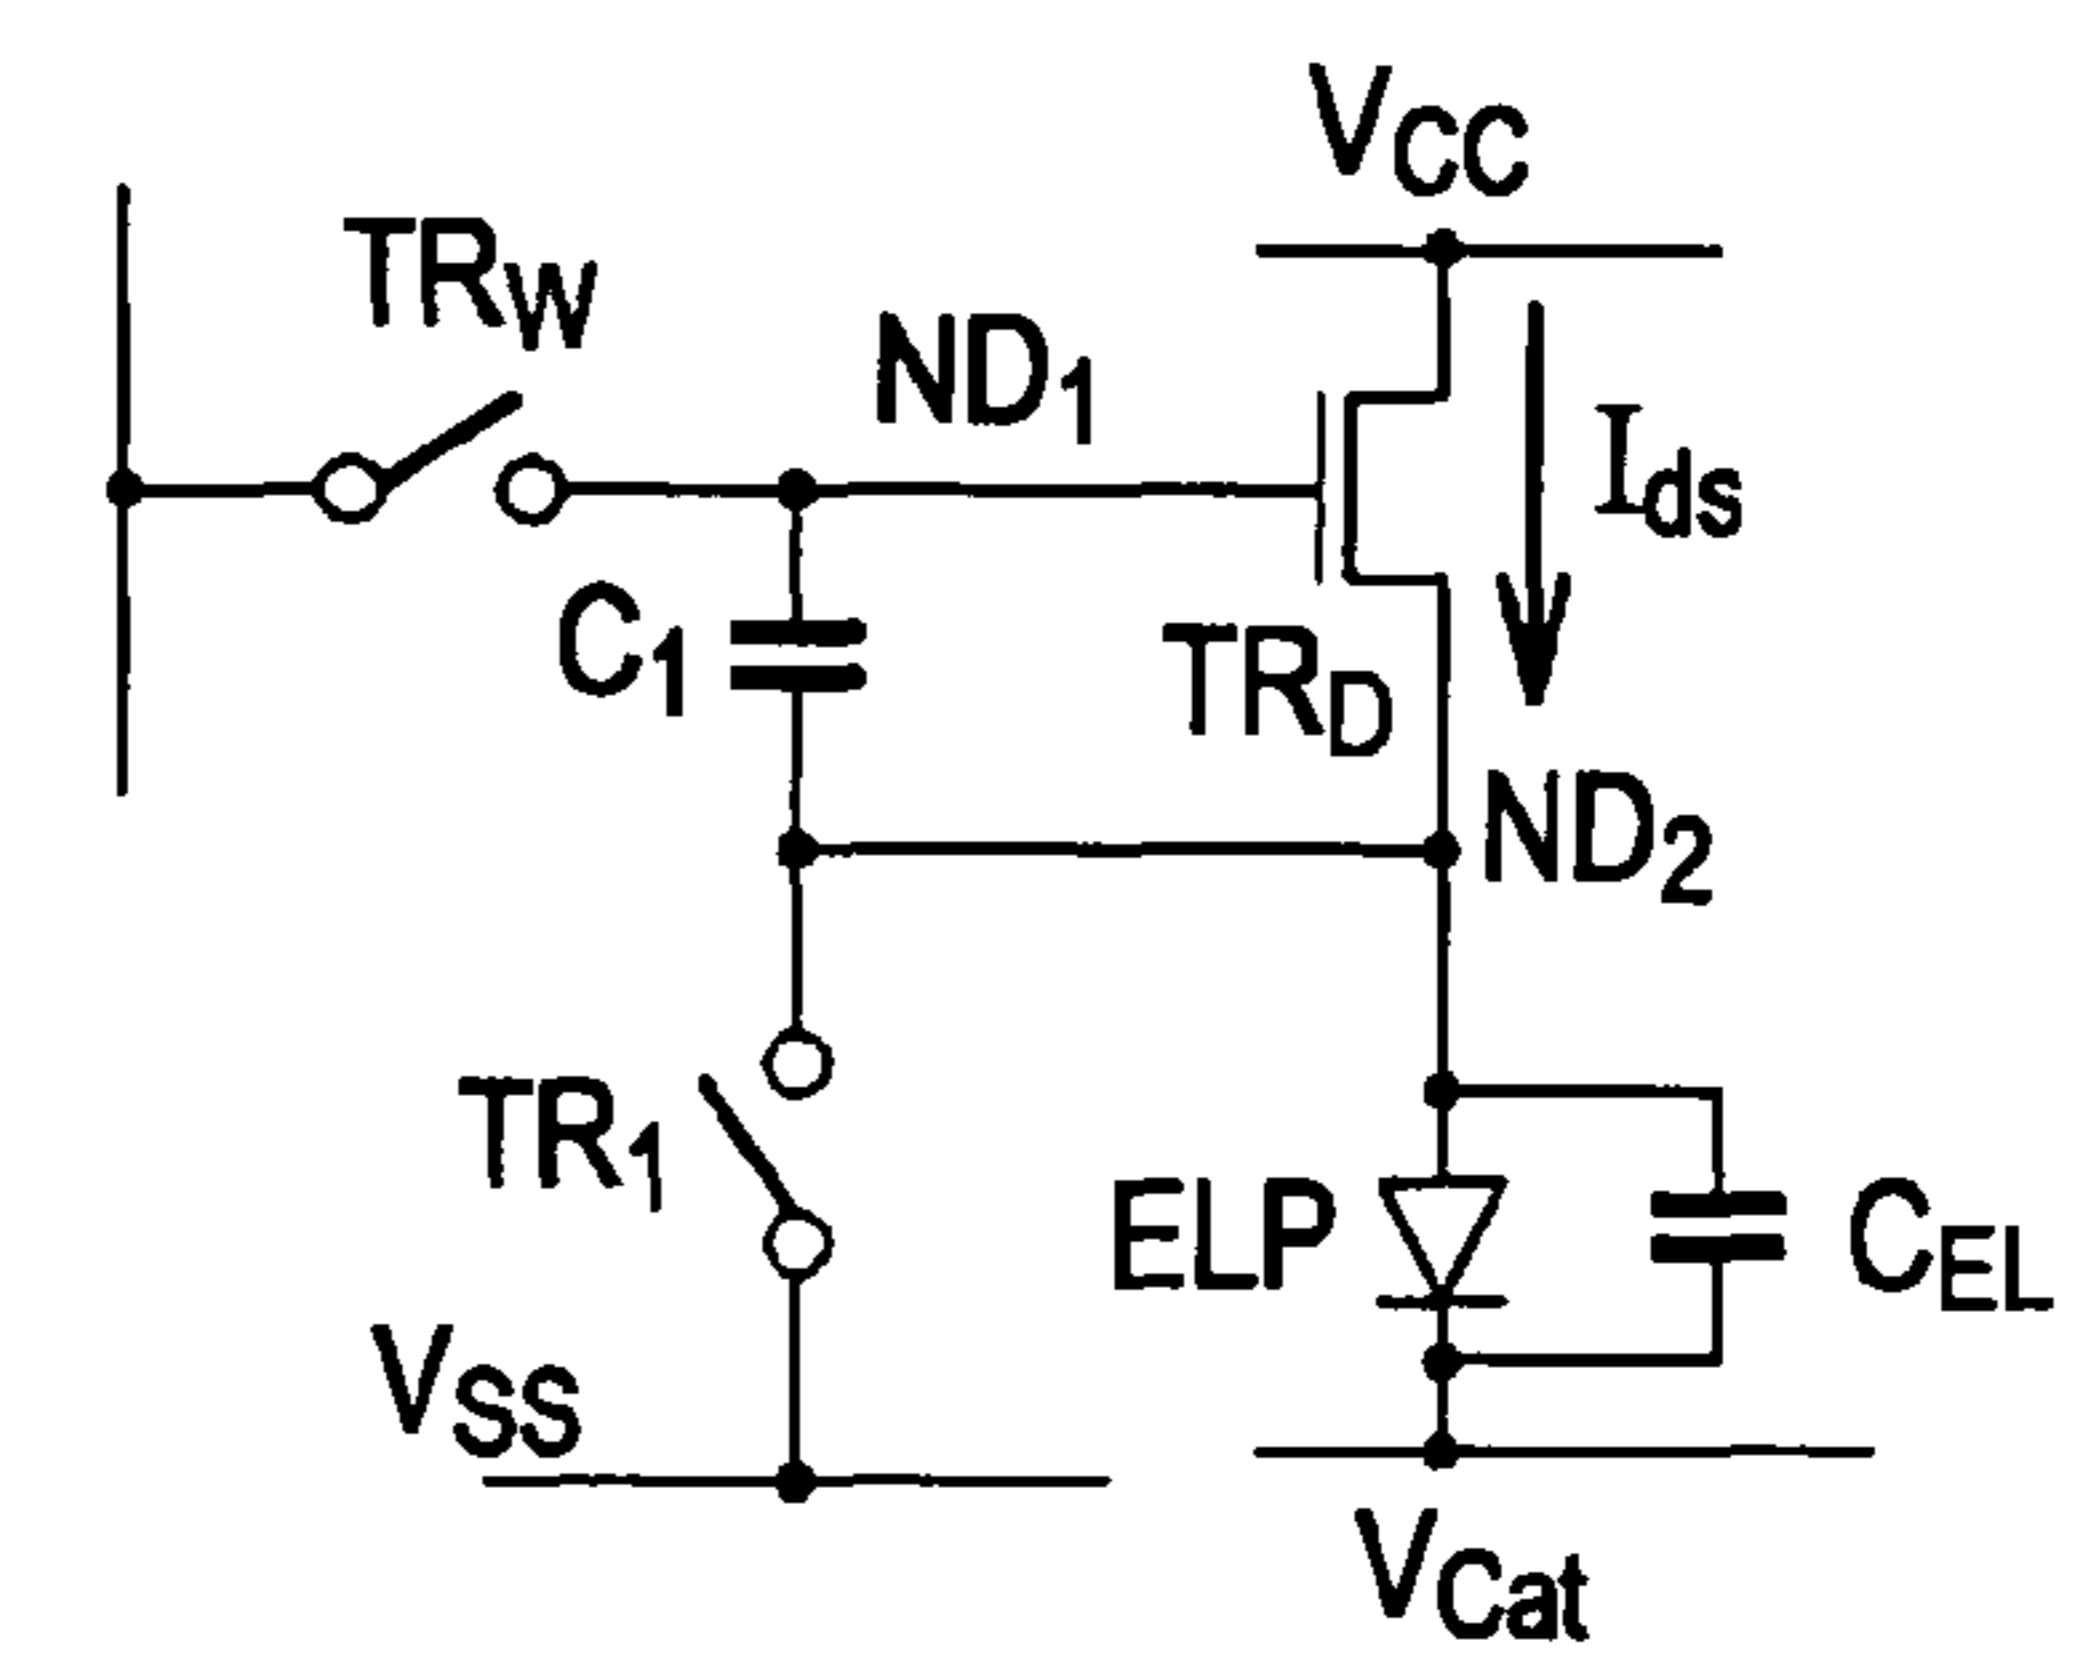 VCC
TRW
ND1
Ids
C1
TRD
ND2
TR1
ELP
CEL
VSS
VCat